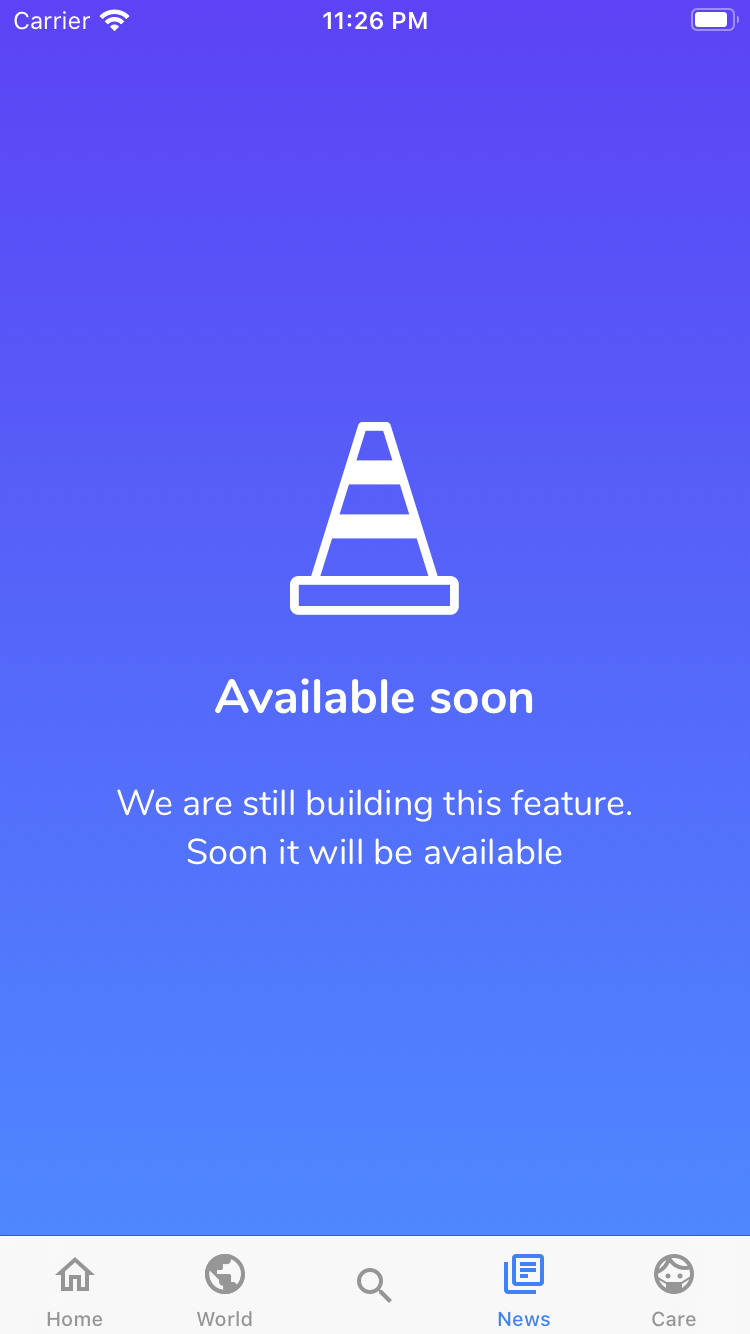 Carrier 11:26 PM
Available soon
We are still building this feature.
Soon it will be available
Home World News Care